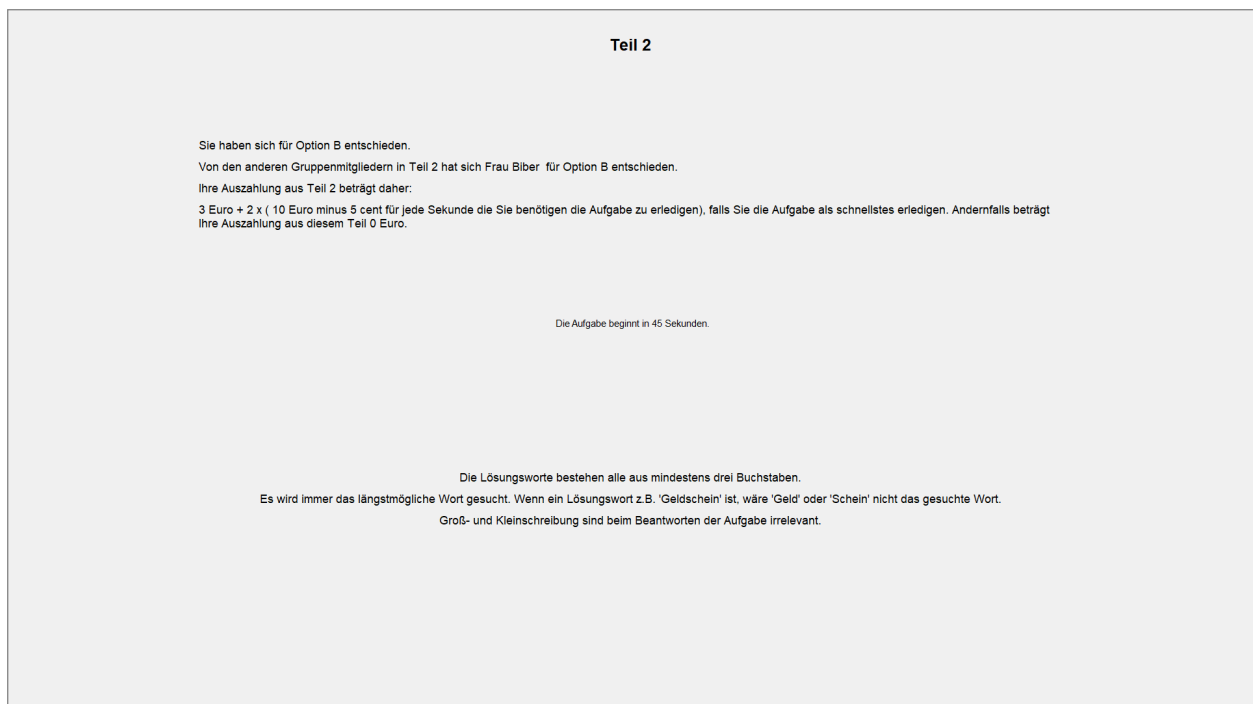 Teil 2
Sie haben sich für Option B entschieden.
Von den anderen Gruppenmitgliedern in Teil 2 hat sich Frau Biber für Option B entschieden.
Ihre Auszahlung aus Teil 2 beträgt daher:
3 Euro + 2 x ( 10 Euro minus 5 cent für jede Sekunde die Sie benötigen die Aufgabe zu erledigen), falls Sie die Aufgabe als schnellstes erledigen. Andernfalls beträgt
Ihre Auszahlung aus diesem Teil 0 Euro.
Die Aufgabe beginnt in 45 Sekunden.
Die Lösungsworte bestehen alle aus mindestens drei Buchstaben.
Es wird immer das längstmögliche Wort gesucht. Wenn ein Lösungswort z.B. 'Geldschein' ist, wäre 'Geld' oder 'Schein' nicht das gesuchte Wort.
Groß- und Kleinschreibung sind beim Beantworten der Aufgabe irrelevant.